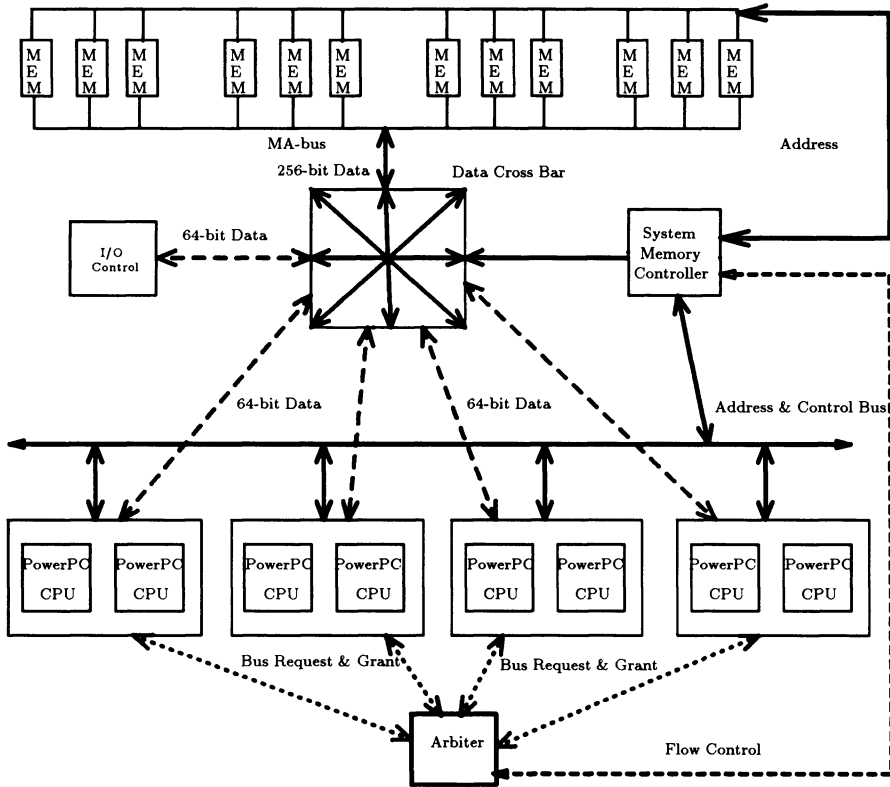 M M M M M M M M M M M M
E E E E E E E E E E E E
M M M M M M M M M M M M
MA-bus
Address
256-bit Data
Data Cross Bar
64-bit Data
I/O
Control
System
Memory
Controller
64-bit Data
64-bit Data
Address & Control Bus
PowerPC PowerPC PowerPC PowerPC PowerPC PowerPC PowerPC PowerPC
CPU CPU CPU CPU CPU CPU CPU CPU
Bus Request & Grant
Bus Request & Grant
Arbiter
Flow Control